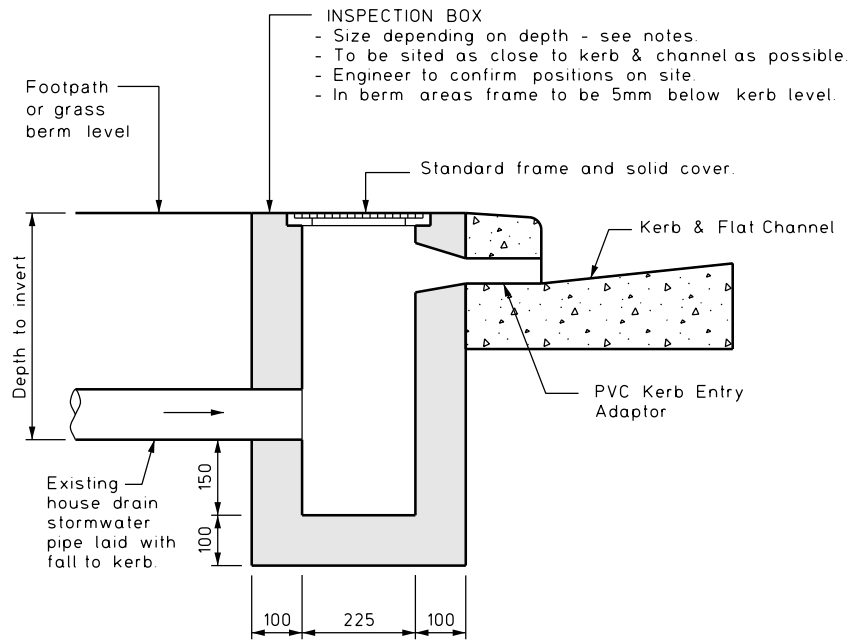 INSPECTION BOX
- Size depending on depth - see notes.
- To be sited as close to kerb & channel as possible.
- Engineer to confirm positions on site.
- In berm areas frame to be 5mm below kerb level.
Footpath
or grass
berm level
Standard frame and solid cover.
Kerb & Flat Channel
Depth to invert
PVC Kerb Entry
Adaptor
Existing
house drain
stormwater
pipe laid with
fall to kerb.
150
100
100
225
100